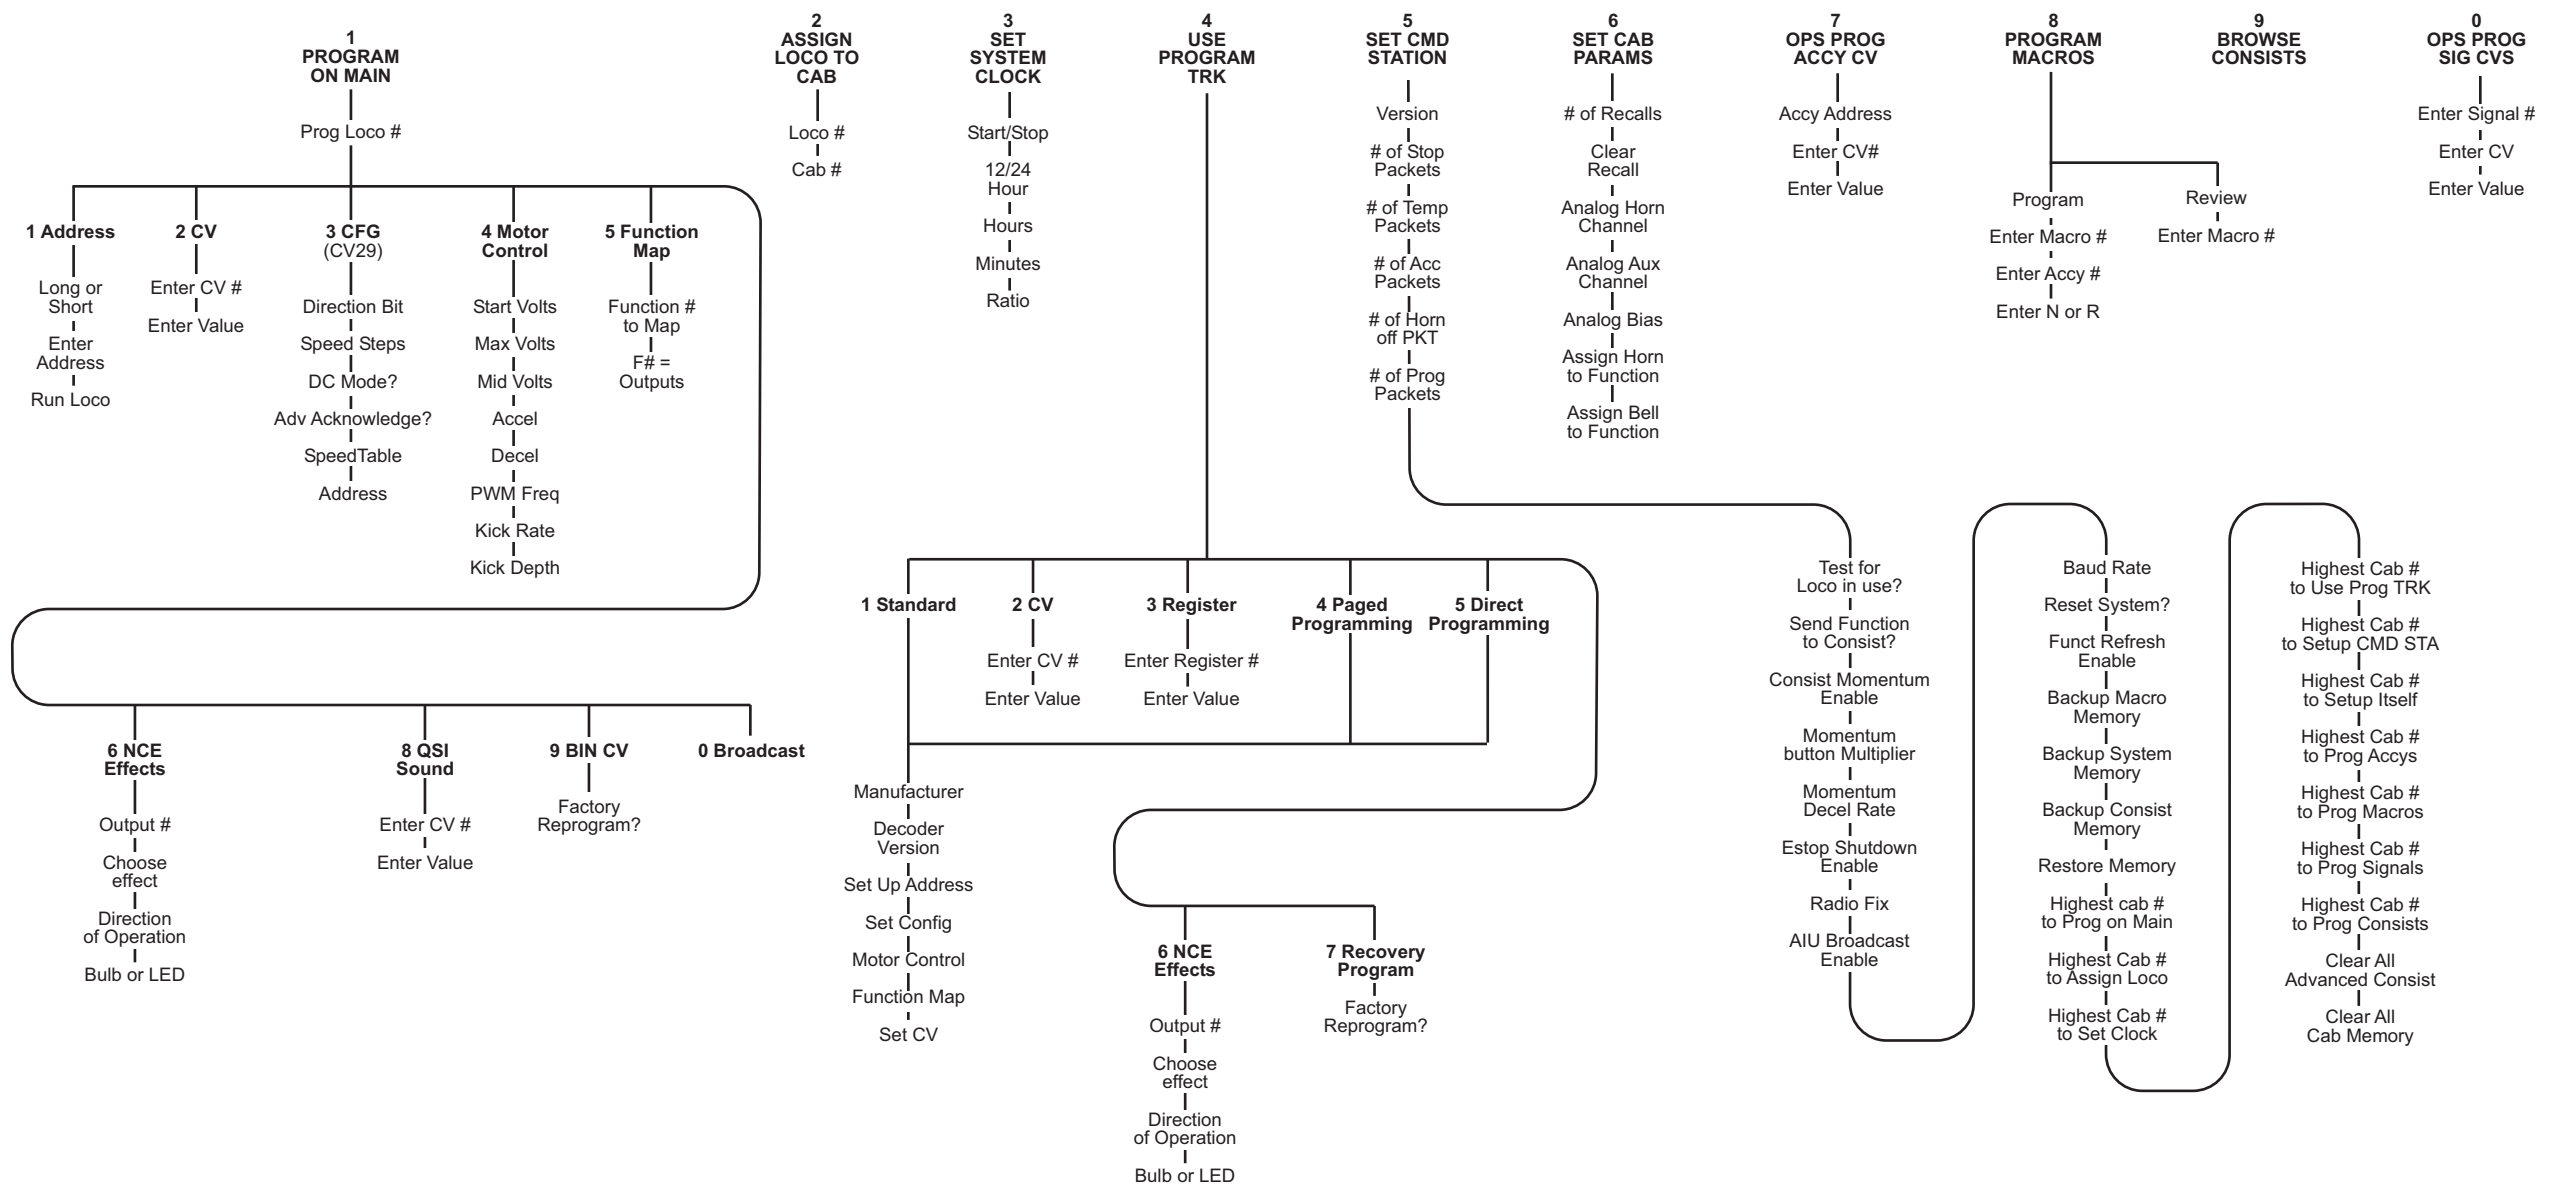 1
PROGRAM
ON MAIN
Prog Loco #
1 Address
Long or
Short
Enter
Address
Run Loco
2 CV
Enter CV #
Enter Value
3 CFG
(CV29)
Direction Bit
Speed Steps
DC Mode?
Adv Acknowledge?
SpeedTable
Address
4 Motor
Control
Start Volts
Max Volts
Mid Volts
Accel
Decel
PWM Freq
Kick Rate
Kick Depth
5 Function
Map
Function #
to Map
F# =
Outputs
6 NCE
Effects
Output #
Choose
effect
Direction
of Operation
Bulb or LED
8 QSI
Sound
Enter CV #
Enter Value
9 BIN CV
Factory
Reprogram?
0 Broadcast
2
ASSIGN
LOCO TO
CAB
Loco #
Cab #
3
SET
SYSTEM
CLOCK
Start/Stop
12/24
Hour
Hours
Minutes
Ratio
4
USE
PROGRAM
TRK
1 Standard
2 CV
Enter CV #
Enter Value
3 Register
Enter Register #
Enter Value
4 Paged
Programming
5 Direct
Programming
Manufacturer
Decoder
Version
Set Up Address
Set Config
Motor Control
Function Map
Set CV
6 NCE
Effects
Output #
Choose
effect
Direction
of Operation
Bulb or LED
7 Recovery
Program
Factory
Reprogram?
5
SET CMD
STATION
Version
# of Stop
Packets
# of Temp
Packets
# of Acc
Packets
# of Horn
off PKT
# of Prog
Packets
Test for
Loco in use?
Send Function
to Consist?
Consist Momentum
Enable
Momentum
button Multiplier
Momentum
Decel Rate
Estop Shutdown
Enable
Radio Fix
AIU Broadcast
Enable
Baud Rate
Reset System?
Funct Refresh
Enable
Backup Macro
Memory
Backup System
Memory
Backup Consist
Memory
Restore Memory
Highest cab #
to Prog on Main
Highest Cab #
to Assign Loco
Highest Cab #
to Set Clock
Highest Cab #
to Use Prog TRK
Highest Cab #
to Setup CMD STA
Highest Cab #
to Setup Itself
Highest Cab #
to Prog Accys
Highest Cab #
to Prog Macros
Highest Cab #
to Prog Signals
Highest Cab #
to Prog Consists
Clear All
Advanced Consist
Clear All
Cab Memory
6
SET CAB
PARAMS
# of Recalls
Clear
Recall
Analog Horn
Channel
Analog Aux
Channel
Analog Bias
Assign Horn
to Function
Assign Bell
to Function
7
OPS PROG
ACCY CV
Accy Address
Enter CV#
Enter Value
8
PROGRAM
MACROS
Program
Enter Macro #
Enter Accy #
Enter N or R
Review
Enter Macro #
9
BROWSE
CONSISTS
0
OPS PROG
SIG CVS
Enter Signal #
Enter CV
Enter Value